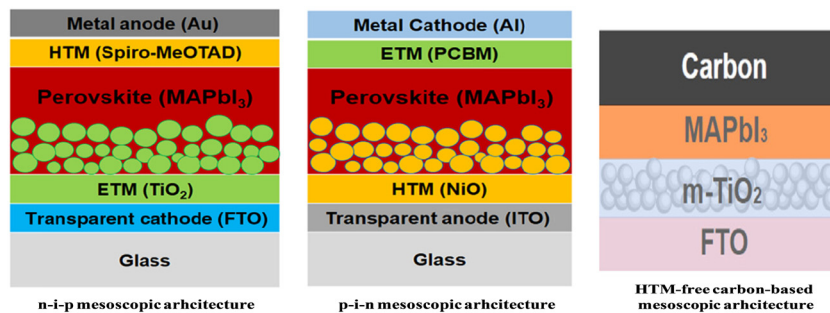 Metal anode (Au)
HTM (Spiro-MeOTAD)
Perovskite (MAPbI₃)
ETM (TiO₂)
Transparent cathode (FTO)
Glass
n-i-p mesoscopic arhcitecture
Metal Cathode (Al)
ETM (PCBM)
Perovskite (MAPbI₃)
HTM (NiO)
Transparent anode (ITO)
Glass
p-i-n mesoscopic arhcitecture
Carbon
MAPbI₃
m-TiO₂
FTO
HTM-free carbon-based
mesoscopic arhcitecture